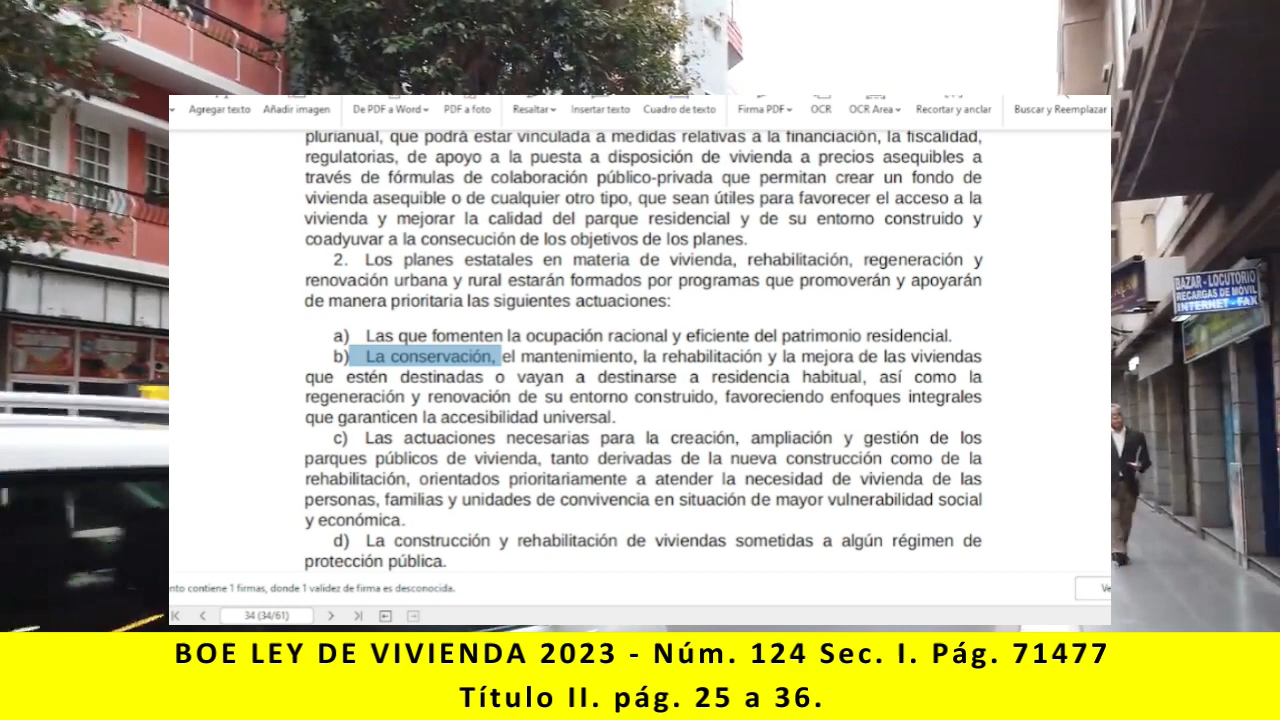 Agregar texto Añadir imagen De PDF a Word PDF a foto Resaltar Insertar texto Cuadro de texto Firma PDF OCR OCR Area Recortar y anclar Buscar y Reemplazar
plurianual, que podrá estar vinculada a medidas relativas a la financiación, la fiscalidad,
regulatorias, de apoyo a la puesta a disposición de vivienda a precios asequibles a
través de fórmulas de colaboración público-privada que permitan crear un fondo de
vivienda asequible o de cualquier otro tipo, que sean útiles para favorecer el acceso a la
vivienda y mejorar la calidad del parque residencial y de su entorno construido y
coadyuvar a la consecución de los objetivos de los planes.
2. Los planes estatales en materia de vivienda, rehabilitación, regeneración y
renovación urbana y rural estarán formados por programas que promoverán y apoyarán
de manera prioritaria las siguientes actuaciones:
a) Las que fomenten la ocupación racional y eficiente del patrimonio residencial.
b) La conservación, el mantenimiento, la rehabilitación y la mejora de las viviendas
que estén destinadas o vayan a destinarse a residencia habitual, así como la
regeneración y renovación de su entorno construido, favoreciendo enfoques integrales
que garanticen la accesibilidad universal.
c) Las actuaciones necesarias para la creación, ampliación y gestión de los
parques públicos de vivienda, tanto derivadas de la nueva construcción como de la
rehabilitación, orientados prioritariamente a atender la necesidad de vivienda de las
personas, familias y unidades de convivencia en situación de mayor vulnerabilidad social
y económica.
d) La construcción y rehabilitación de viviendas sometidas a algún régimen de
protección pública.
nto contiene 1 firmas, donde 1 validez de firma es desconocida.
Ve
34 (34/61)
BAZAR - LOCUTORIO
RECARGAS DE MÓVIL
INTERNET - FAX
BOE LEY DE VIVIENDA 2023 - Núm. 124 Sec. I. Pág. 71477
Título II. pág. 25 a 36.